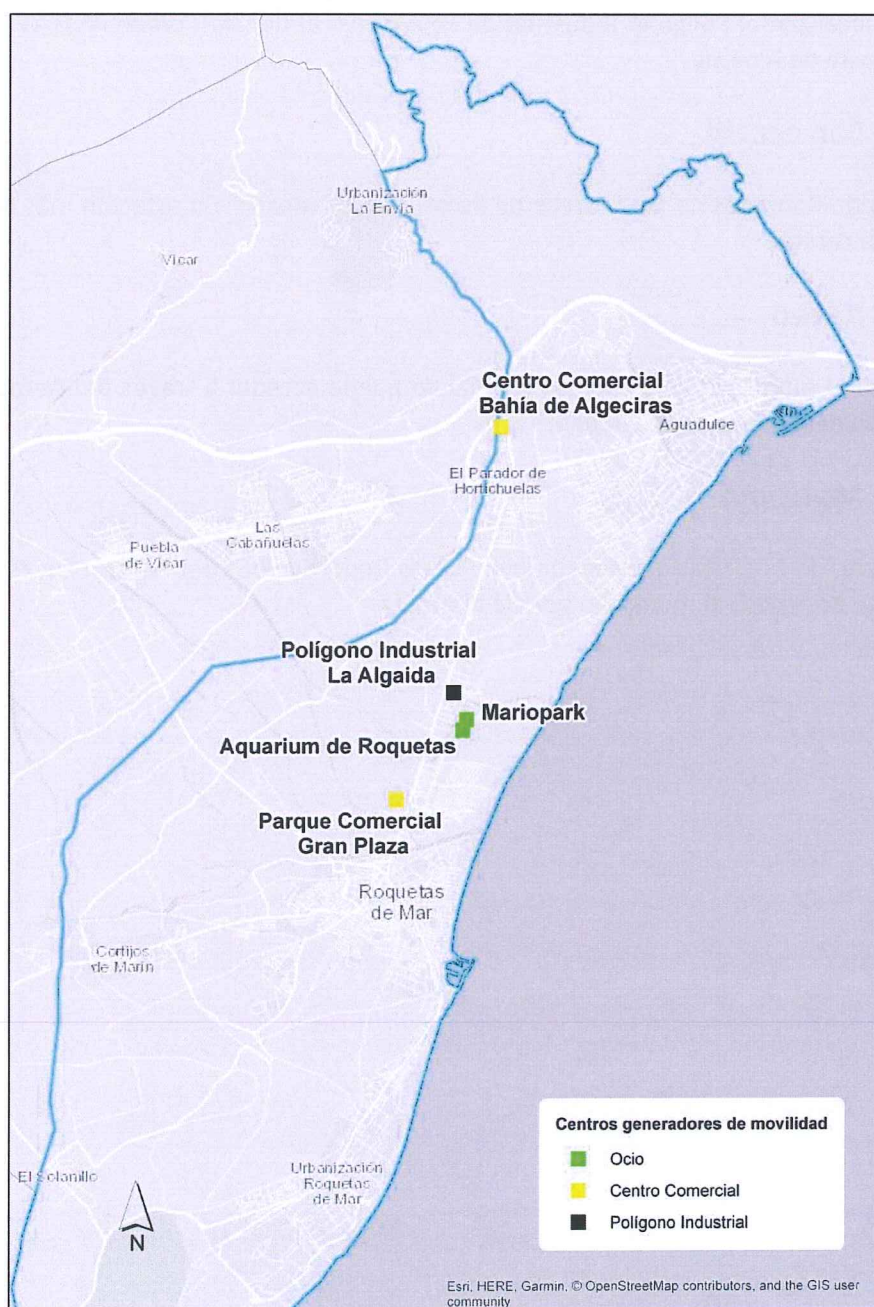 Urbanización
La Envía
Vícar
Centro Comercial
Bahía de Algeciras
Aguadulce
El Parador de
Hortichuelas
Las
Cabañuelas
Puebla
de Vícar
Polígono Industrial
La Algaida
Mariopark
Aquarium de Roquetas
Parque Comercial
Gran Plaza
Roquetas
de Mar
Cortijos
de Marín
El Solanillo
Urbanización
Roquetas
de Mar
N
Centros generadores de movilidad
Ocio
Centro Comercial
Polígono Industrial
Esri, HERE, Garmin, © OpenStreetMap contributors, and the GIS user
community